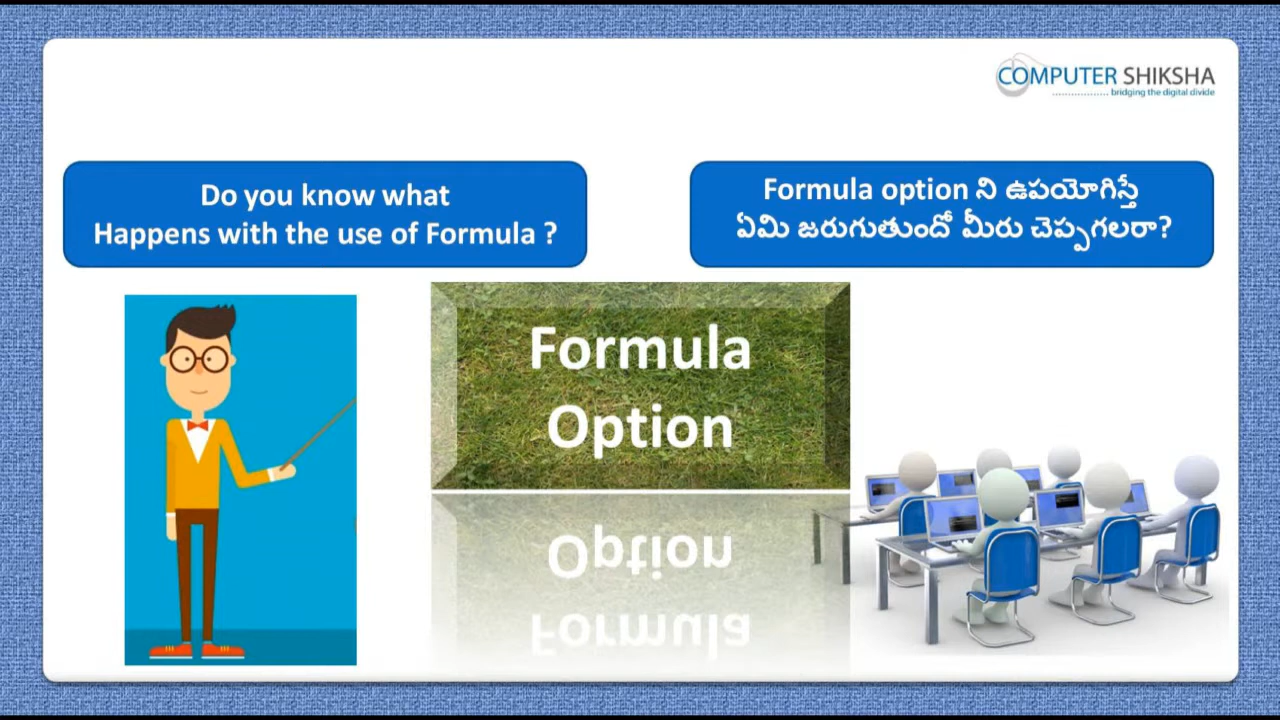 COMPUTER SHIKSHA
bridging the digital divide
Do you know what
Happens with the use of Formula ?
Formula option ని ఉపయోగిస్తే
ఏమి జరుగుతుందో మీరు చెప్పగలరా?
Formula
Option